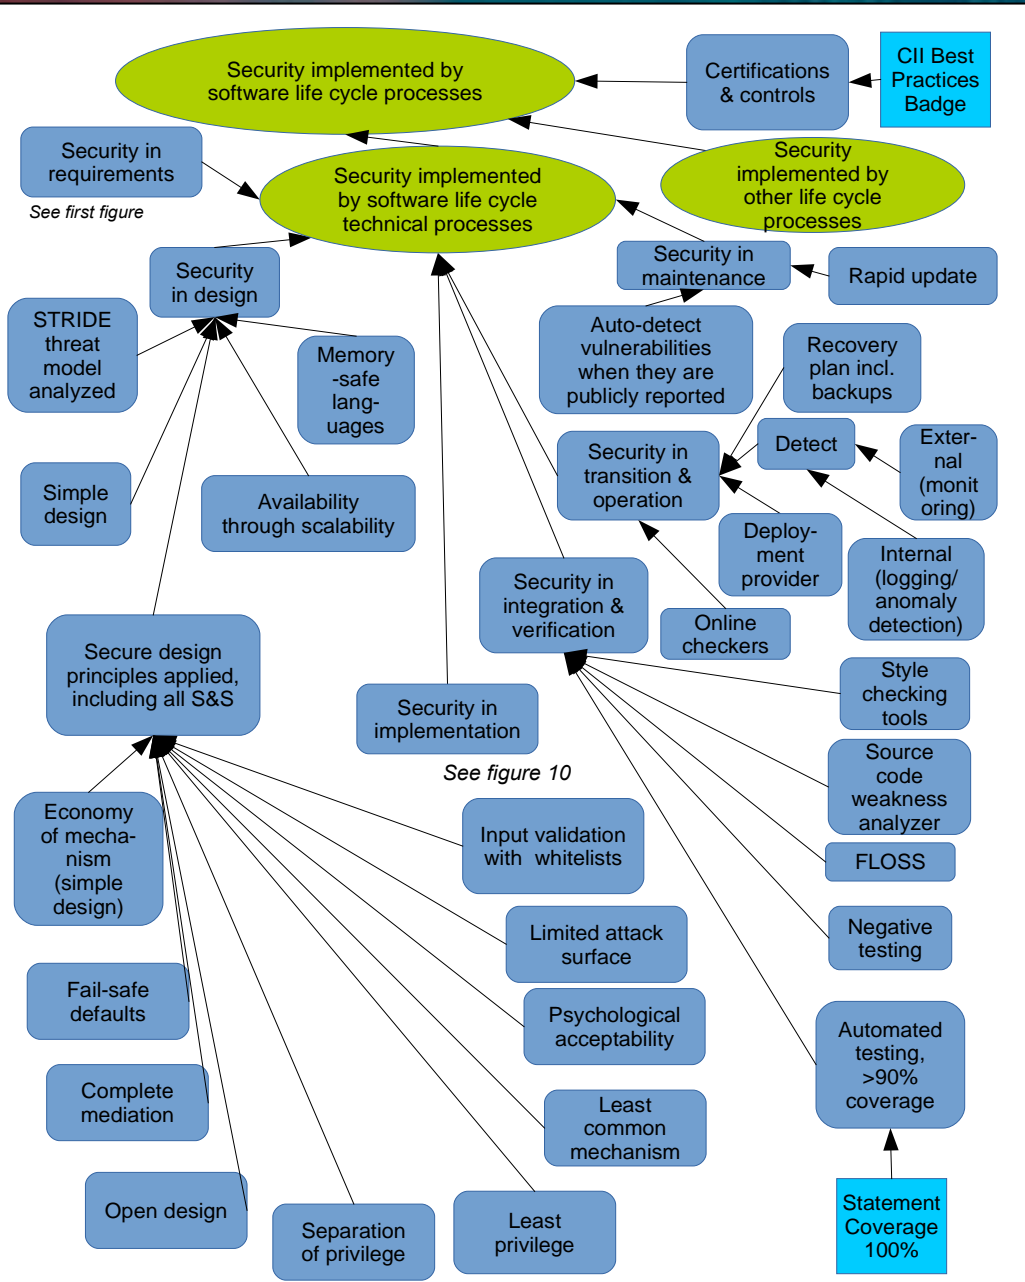 Security implemented by
software life cycle processes
Certifications
& controls
CII Best
Practices
Badge
Security in
requirements
See first figure
Security implemented
by software life cycle
technical processes
Security
implemented by
other life cycle
processes
Security
in design
Security in
maintenance
Rapid update
STRIDE
threat
model
analyzed
Memory
-safe
lang-
uages
Auto-detect
vulnerabilities
when they are
publicly reported
Recovery
plan incl.
backups
Simple
design
Availability
through scalability
Security in
transition &
operation
Detect
Exter-
nal
(monit
oring)
Deploy-
ment
provider
Internal
(logging/
anomaly
detection)
Security in
integration &
verification
Online
checkers
Secure design
principles applied,
including all S&S
Security in
implementation
See figure 10
Style
checking
tools
Source
code
weakness
analyzer
FLOSS
Negative
testing
Automated
testing,
>90%
coverage
Statement
Coverage
100%
Economy
of mecha-
nism
(simple
design)
Input validation
with  whitelists
Limited attack
surface
Fail-safe
defaults
Psychological
acceptability
Complete
mediation
Least
common
mechanism
Open design
Separation
of privilege
Least
privilege